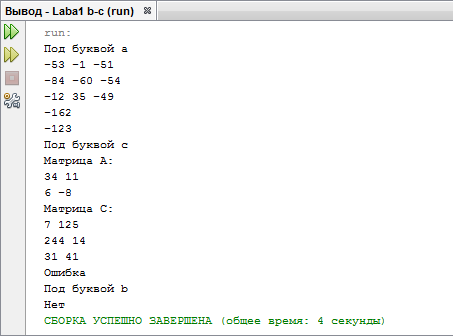 Вывод - Laba1 b-c (run)
run:
Под буквой a
-53 -1 -51
-84 -60 -54
-12 35 -49
-162
-123
Под буквой c
Матрица A:
34 11
6 -8
Матрица C:
7 125
244 14
31 41
Ошибка
Под буквой b
Нет
СБОРКА УСПЕШНО ЗАВЕРШЕНА (общее время: 4 секунды)